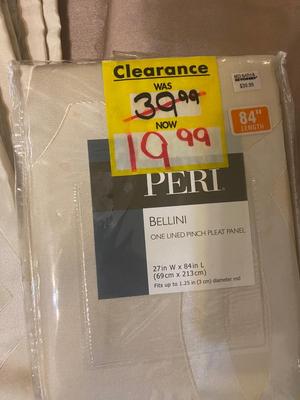 Clearance
WAS
39.99
NOW
19.99
$39.99
84"
LENGTH
PERI
BELLINI
ONE LINED PINCH PLEAT PANEL
27in W x 84in L
(69cm x 213cm)
Fits up to 1.25 in (3 cm) diameter rod